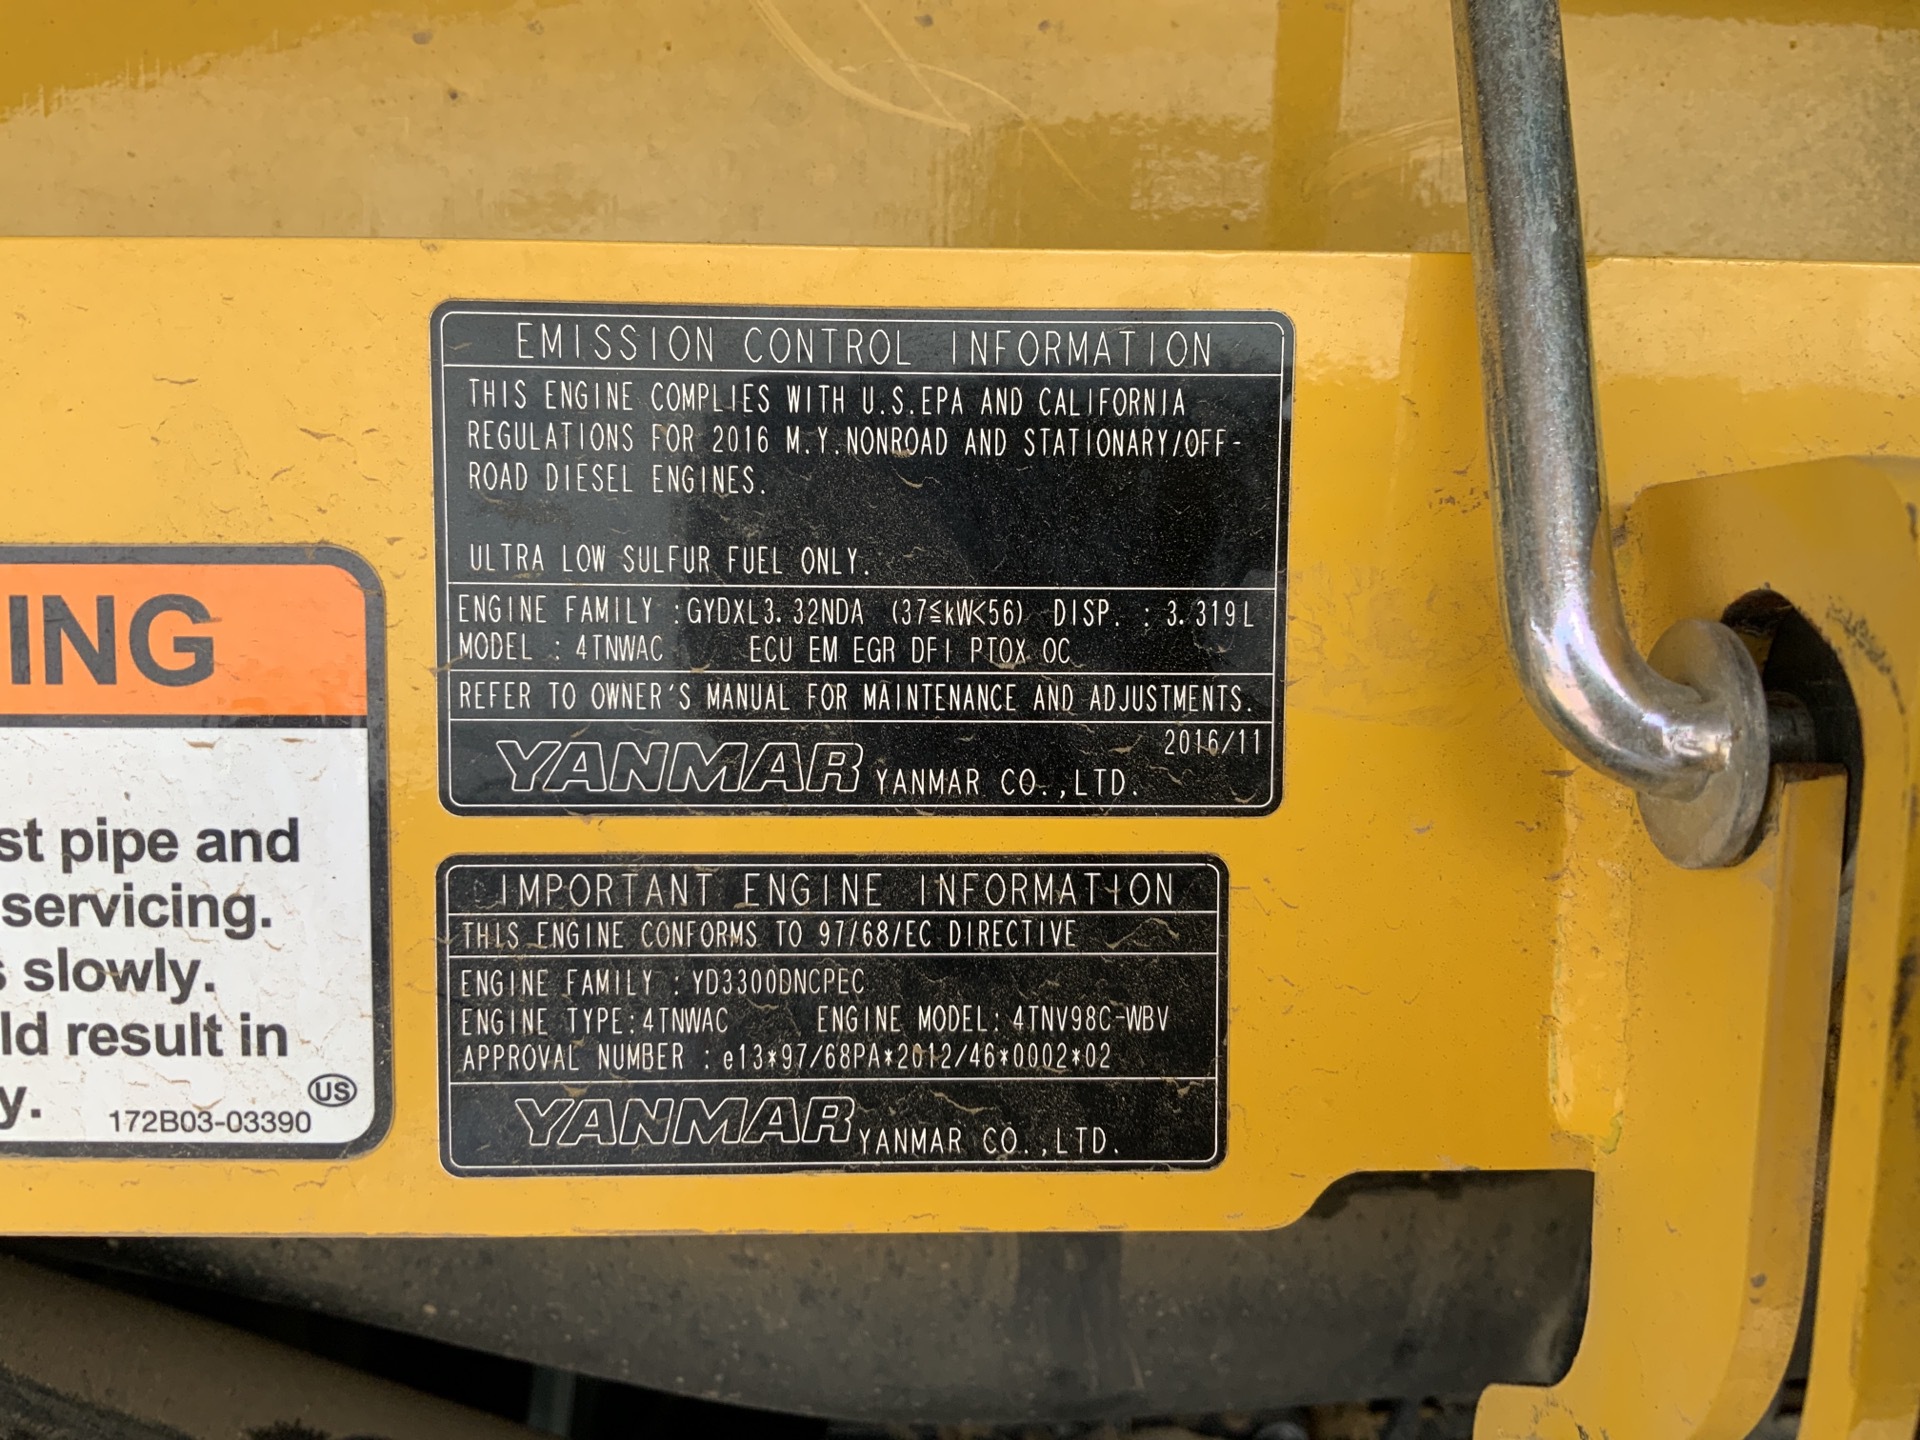 EMISSION CONTROL INFORMATION
THIS ENGINE COMPLIES WITH U.S.EPA AND CALIFORNIA
REGULATIONS FOR 2016 M.Y.NONROAD AND STATIONARY/OFF-
ROAD DIESEL ENGINES.
ULTRA LOW SULFUR FUEL ONLY.
ENGINE FAMILY :GYDXL3.32NDA (37≦kW<56) DISP. : 3.319L
MODEL : 4TNWAC ECU EM EGR DFI PTOX OC
REFER TO OWNER'S MANUAL FOR MAINTENANCE AND ADJUSTMENTS.
2016/11
YANMAR YANMAR CO.,LTD.
ING
st pipe and
servicing.
s slowly.
ld result in
y.
US
172B03-03390
IMPORTANT ENGINE INFORMATION
THIS ENGINE CONFORMS TO 97/68/EC DIRECTIVE
ENGINE FAMILY : YD3300DNCPEC
ENGINE TYPE:4TNWAC ENGINE MODEL: 4TNV98C-WBV
APPROVAL NUMBER : e13*97/68PA*2012/46*0002*02
YANMAR YANMAR CO.,LTD.